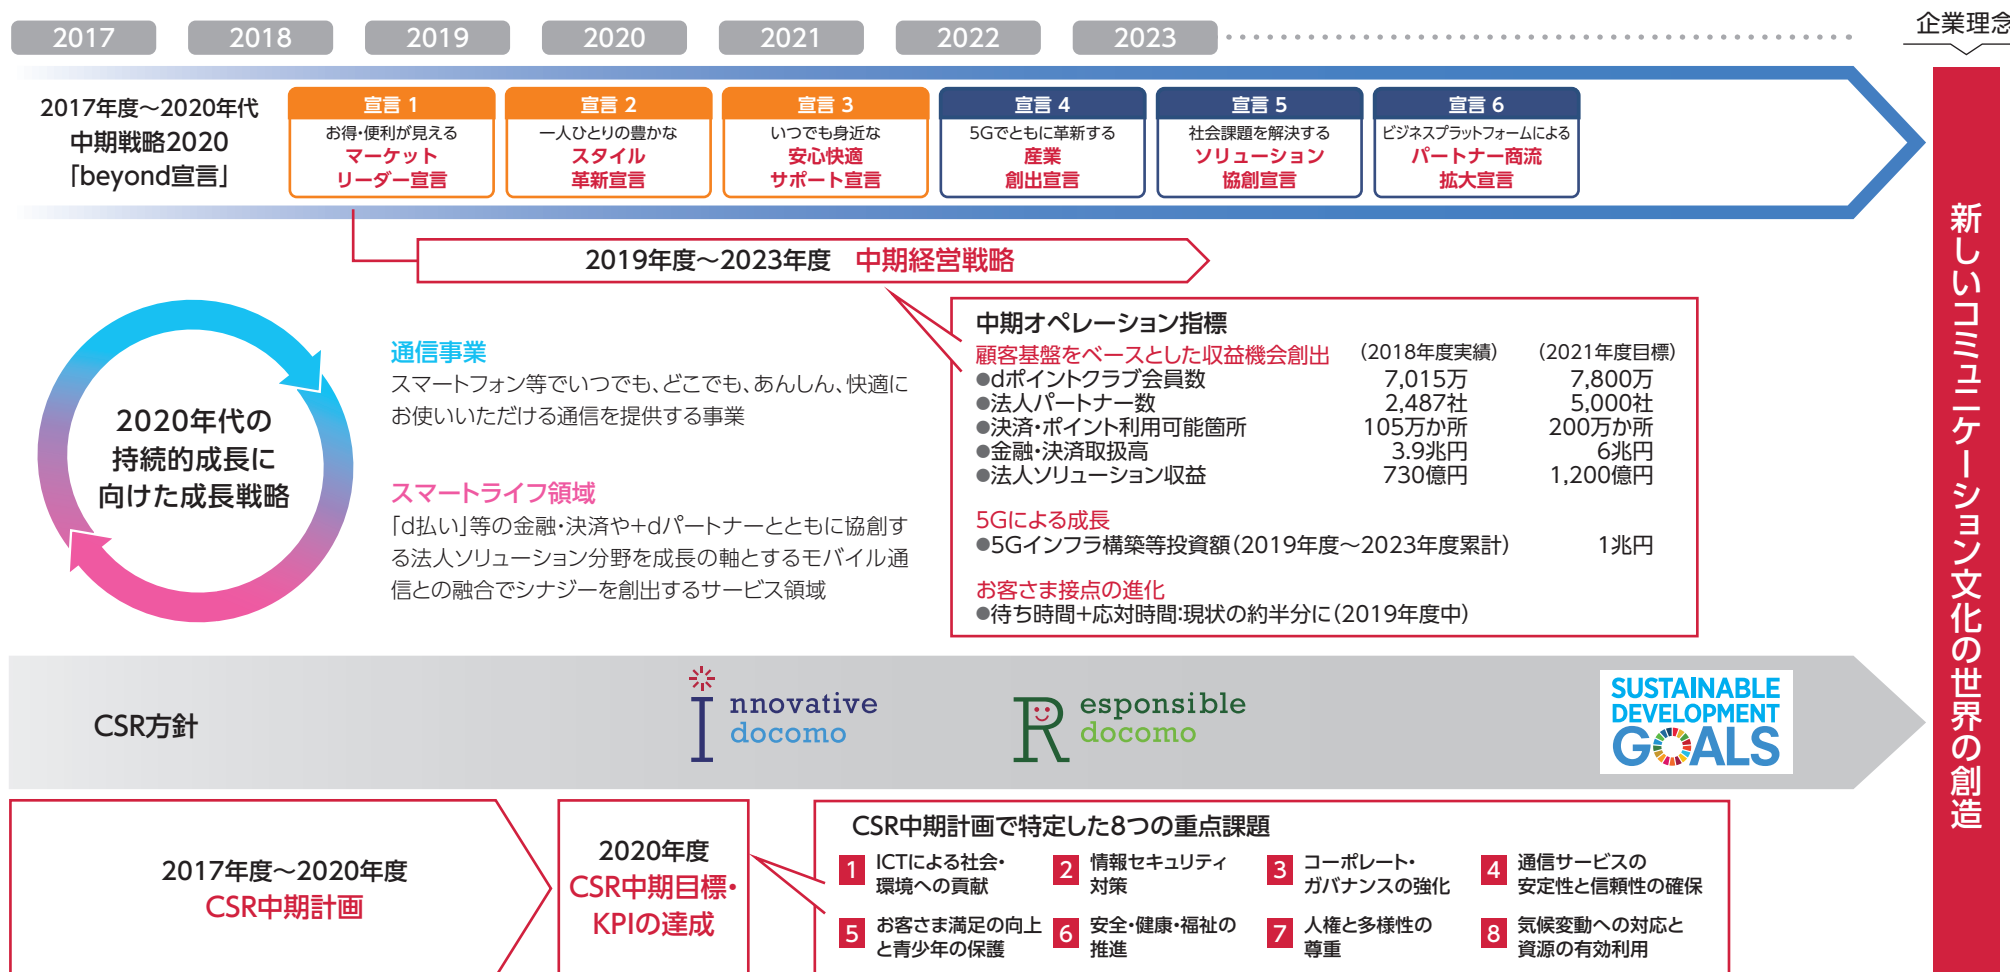 2017 2018 2019 2020 2021 2022 2023
企業理念
2017年度～2020年代
中期戦略2020
「beyond宣言」
宣言 1
お得・便利が見える
マーケット
リーダー宣言
宣言 2
一人ひとりの豊かな
スタイル
革新宣言
宣言 3
いつでも身近な
安心快適
サポート宣言
宣言 4
5Gでともに革新する
産業
創出宣言
宣言 5
社会課題を解決する
ソリューション
協創宣言
宣言 6
ビジネスプラットフォームによる
パートナー商流
拡大宣言
2019年度～2023年度 中期経営戦略
2020年代の
持続的成長に
向けた成長戦略
通信事業
スマートフォン等でいつでも、どこでも、あんしん、快適に
お使いいただける通信を提供する事業
スマートライフ領域
「d払い」等の金融・決済や+dパートナーとともに協創す
る法人ソリューション分野を成長の軸とするモバイル通
信との融合でシナジーを創出するサービス領域
中期オペレーション指標
顧客基盤をベースとした収益機会創出 (2018年度実績) (2021年度目標)
●dポイントクラブ会員数 7,015万 7,800万
●法人パートナー数 2,487社 5,000社
●決済・ポイント利用可能箇所 105万か所 200万か所
●金融・決済取扱高 3.9兆円 6兆円
●法人ソリューション収益 730億円 1,200億円
5Gによる成長
●5Gインフラ構築等投資額(2019年度～2023年度累計) 1兆円
お客さま接点の進化
●待ち時間+応対時間:現状の約半分に(2019年度中)
新しいコミュニケーション文化の世界の創造
CSR方針
Innovative
docomo
Responsible
docomo
SUSTAINABLE
DEVELOPMENT
GOALS
2017年度～2020年度
CSR中期計画
2020年度
CSR中期目標・
KPIの達成
CSR中期計画で特定した8つの重点課題
1 ICTによる社会・
環境への貢献
2 情報セキュリティ
対策
3 コーポレート・
ガバナンスの強化
4 通信サービスの
安定性と信頼性の確保
5 お客さま満足の向上
と青少年の保護
6 安全・健康・福祉の
推進
7 人権と多様性の
尊重
8 気候変動への対応と
資源の有効利用